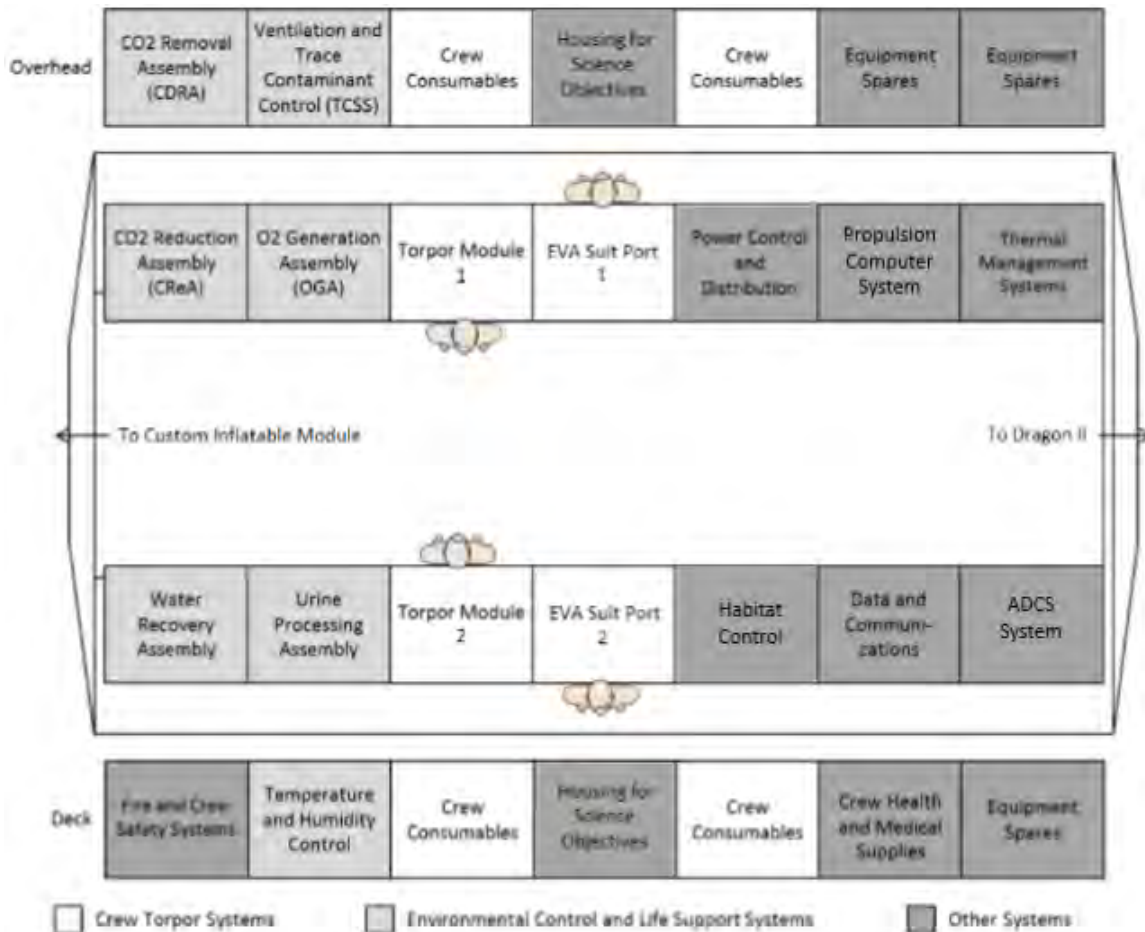 Overhead
CO2 Removal
Assembly
(CDRA)
Ventilation and
Trace
Contaminant
Control (TCSS)
Crew
Consumables
Housing for
Science
Objectives
Crew
Consumables
Equipment
Spares
Equipment
Spares
CO2 Reduction
Assembly
(CReA)
O2 Generation
Assembly
(OGA)
Torpor Module
1
EVA Suit Port
1
Power Control
and
Distribution
Propulsion
Computer
System
Thermal
Management
Systems
To Custom Inflatable Module
To Dragon II
Water
Recovery
Assembly
Urine
Processing
Assembly
Torpor Module
2
EVA Suit Port
2
Habitat
Control
Data and
Communi-
cations
ADCS
System
Deck
Fire and Crew
Safety Systems
Temperature
and Humidity
Control
Crew
Consumables
Housing for
Science
Objectives
Crew
Consumables
Crew Health
and Medical
Supplies
Equipment
Spares
Crew Torpor Systems
Environmental Control and Life Support Systems
Other Systems